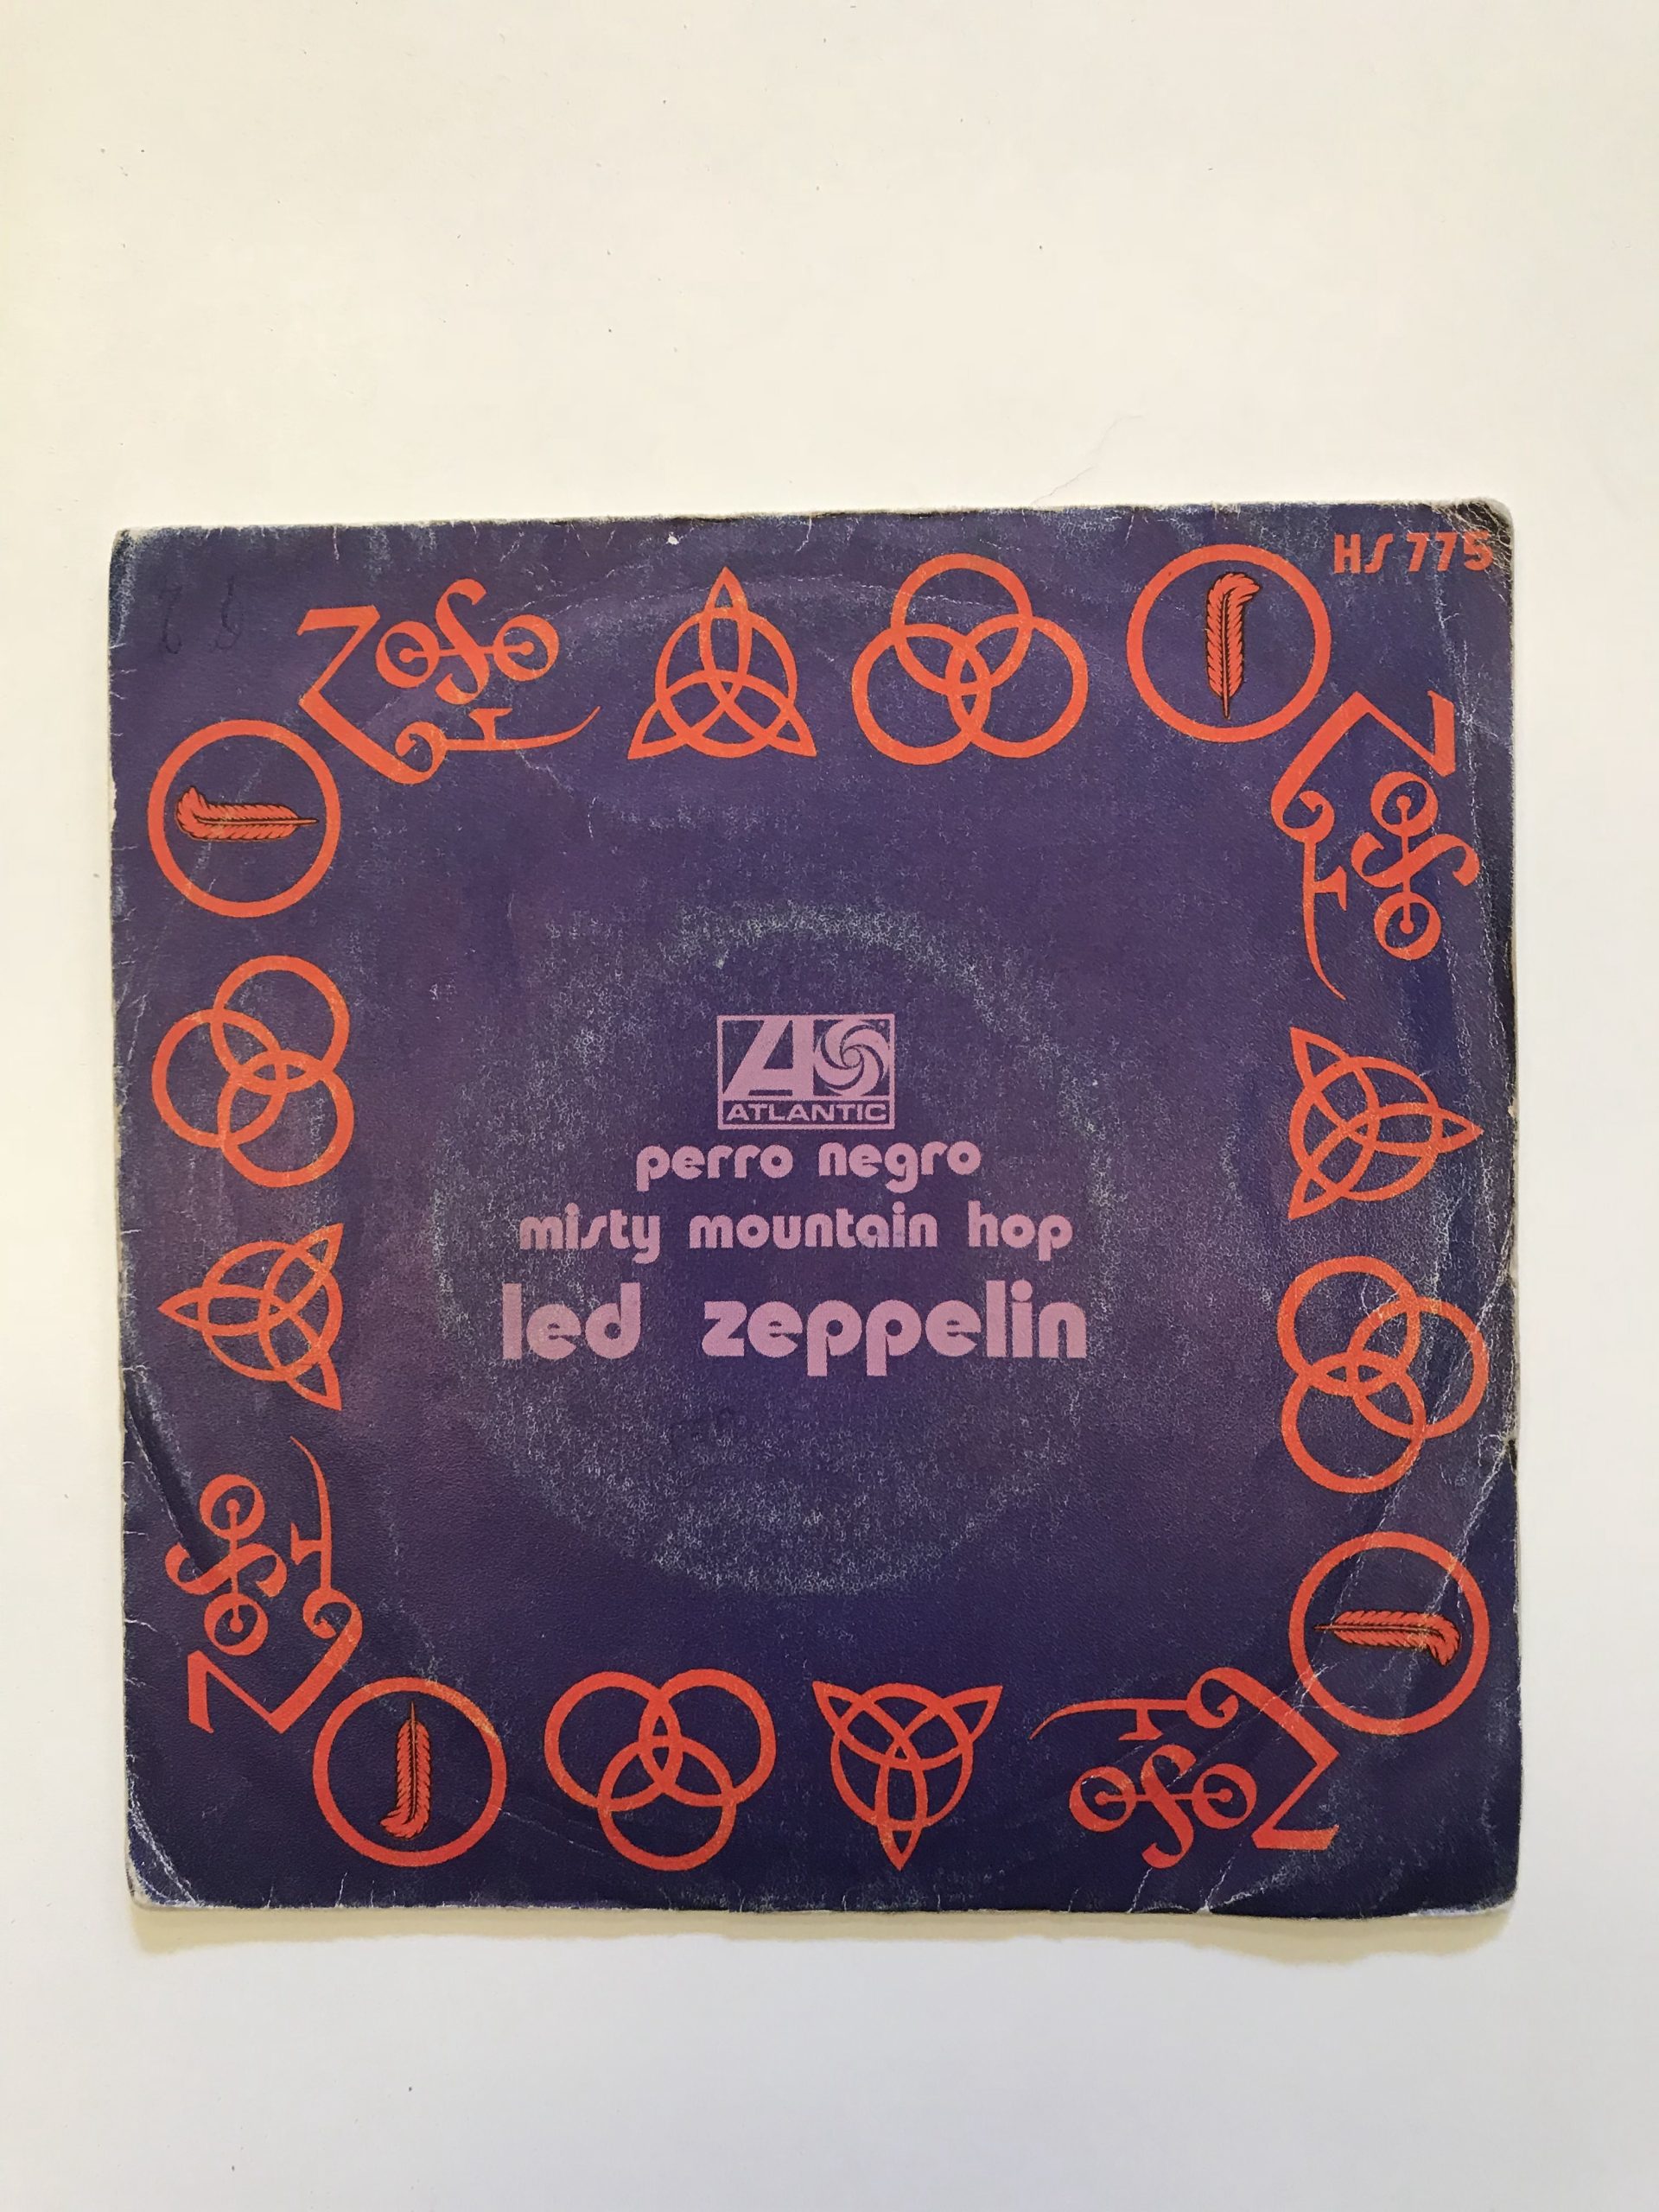 HS 775
ATLANTIC
perro negro
misty mountain hop
led zeppelin